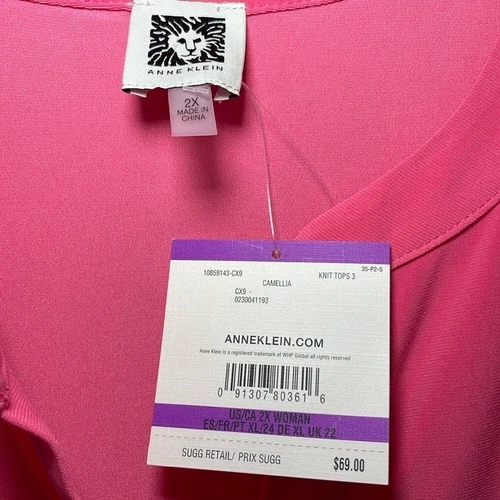 ANNE KLEIN
2X
MADE IN
CHINA
35-P2-S
10859143-CX9
KNIT TOPS 3
CAMELLIA
CX9 -
0230041193
ANNEKLEIN.COM
Anne Klein is a registered trademark of WHF Global all rights reserved
0 91307 80361 6
US/CA 2X WOMAN
ES/FR/PT XL/24 DE XL UK 22
SUGG RETAIL/ PRIX SUGG
$69.00